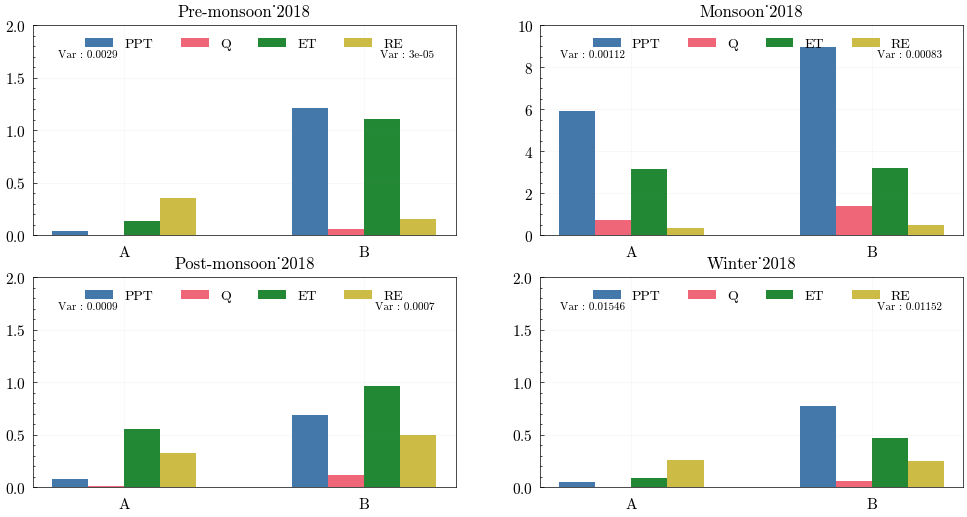 Pre-monsoon˙2018
PPT Q ET RE
Var : 0.0029 Var : 3e-05
2.0
1.5
1.0
0.5
0.0
A B
Monsoon˙2018
PPT Q ET RE
Var : 0.00112 Var : 0.00083
10
8
6
4
2
0
A B
Post-monsoon˙2018
PPT Q ET RE
Var : 0.0009 Var : 0.0007
2.0
1.5
1.0
0.5
0.0
A B
Winter˙2018
PPT Q ET RE
Var : 0.01546 Var : 0.01152
2.0
1.5
1.0
0.5
0.0
A B